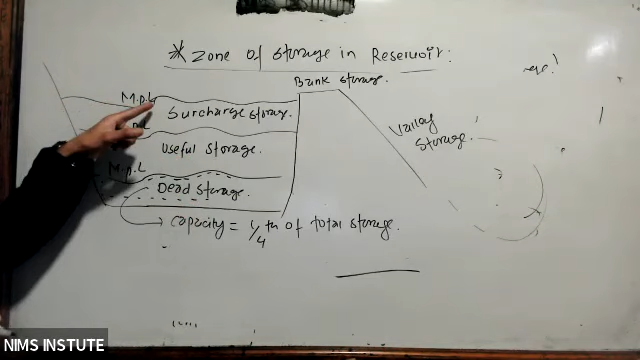 * Zone of Storage in Reservoir:
Bank Storage.
M.p.L
Surcharge Storage.
Useful Storage.
M.p.L
Dead Storage.
Valley
Storage.
capacity = 1/4 th of total storage.
NIMS INSTUTE